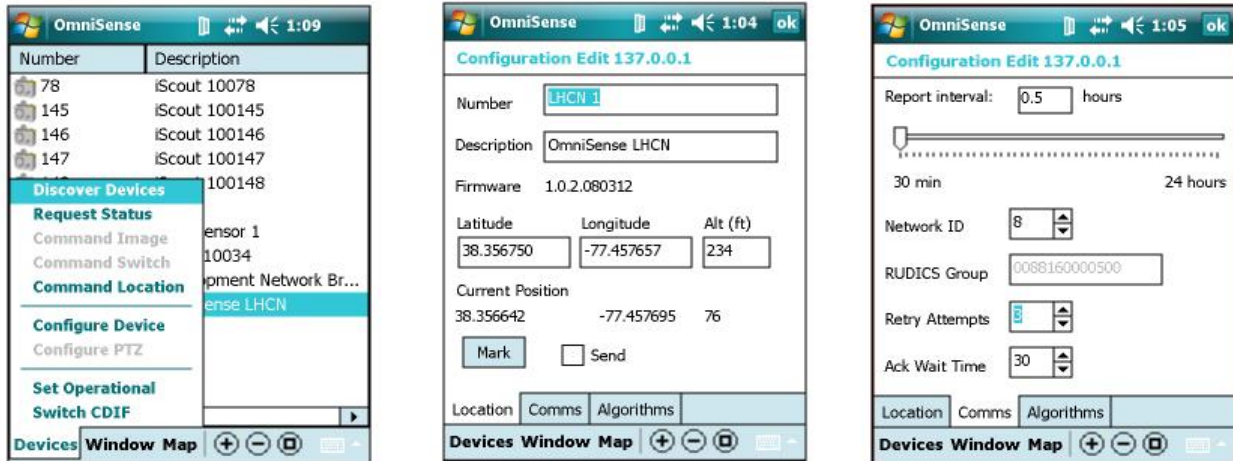 OmniSense 1:09
Number Description
78 iScout 10078
145 iScout 100145
146 iScout 100146
147 iScout 100147
100148
Discover Devices
Request Status
ensor 1
Command Image
10034
Command Switch
opment Network Br...
Command Location
ense LHCN
Configure Device
Configure PTZ
Set Operational
Switch CDIF
Devices Window Map
OmniSense 1:04 ok
Configuration Edit 137.0.0.1
Number LHCN 1
Description OmniSense LHCN
Firmware 1.0.2.080312
Latitude Longitude Alt (ft)
38.356750 -77.457657 234
Current Position
38.356642 -77.457695 76
Mark Send
Location Comms Algorithms
Devices Window Map
OmniSense 1:05 ok
Configuration Edit 137.0.0.1
Report interval: 0.5 hours
30 min 24 hours
Network ID 8
RUDICS Group 0088160000500
Retry Attempts 3
Ack Wait Time 30
Location Comms Algorithms
Devices Window Map